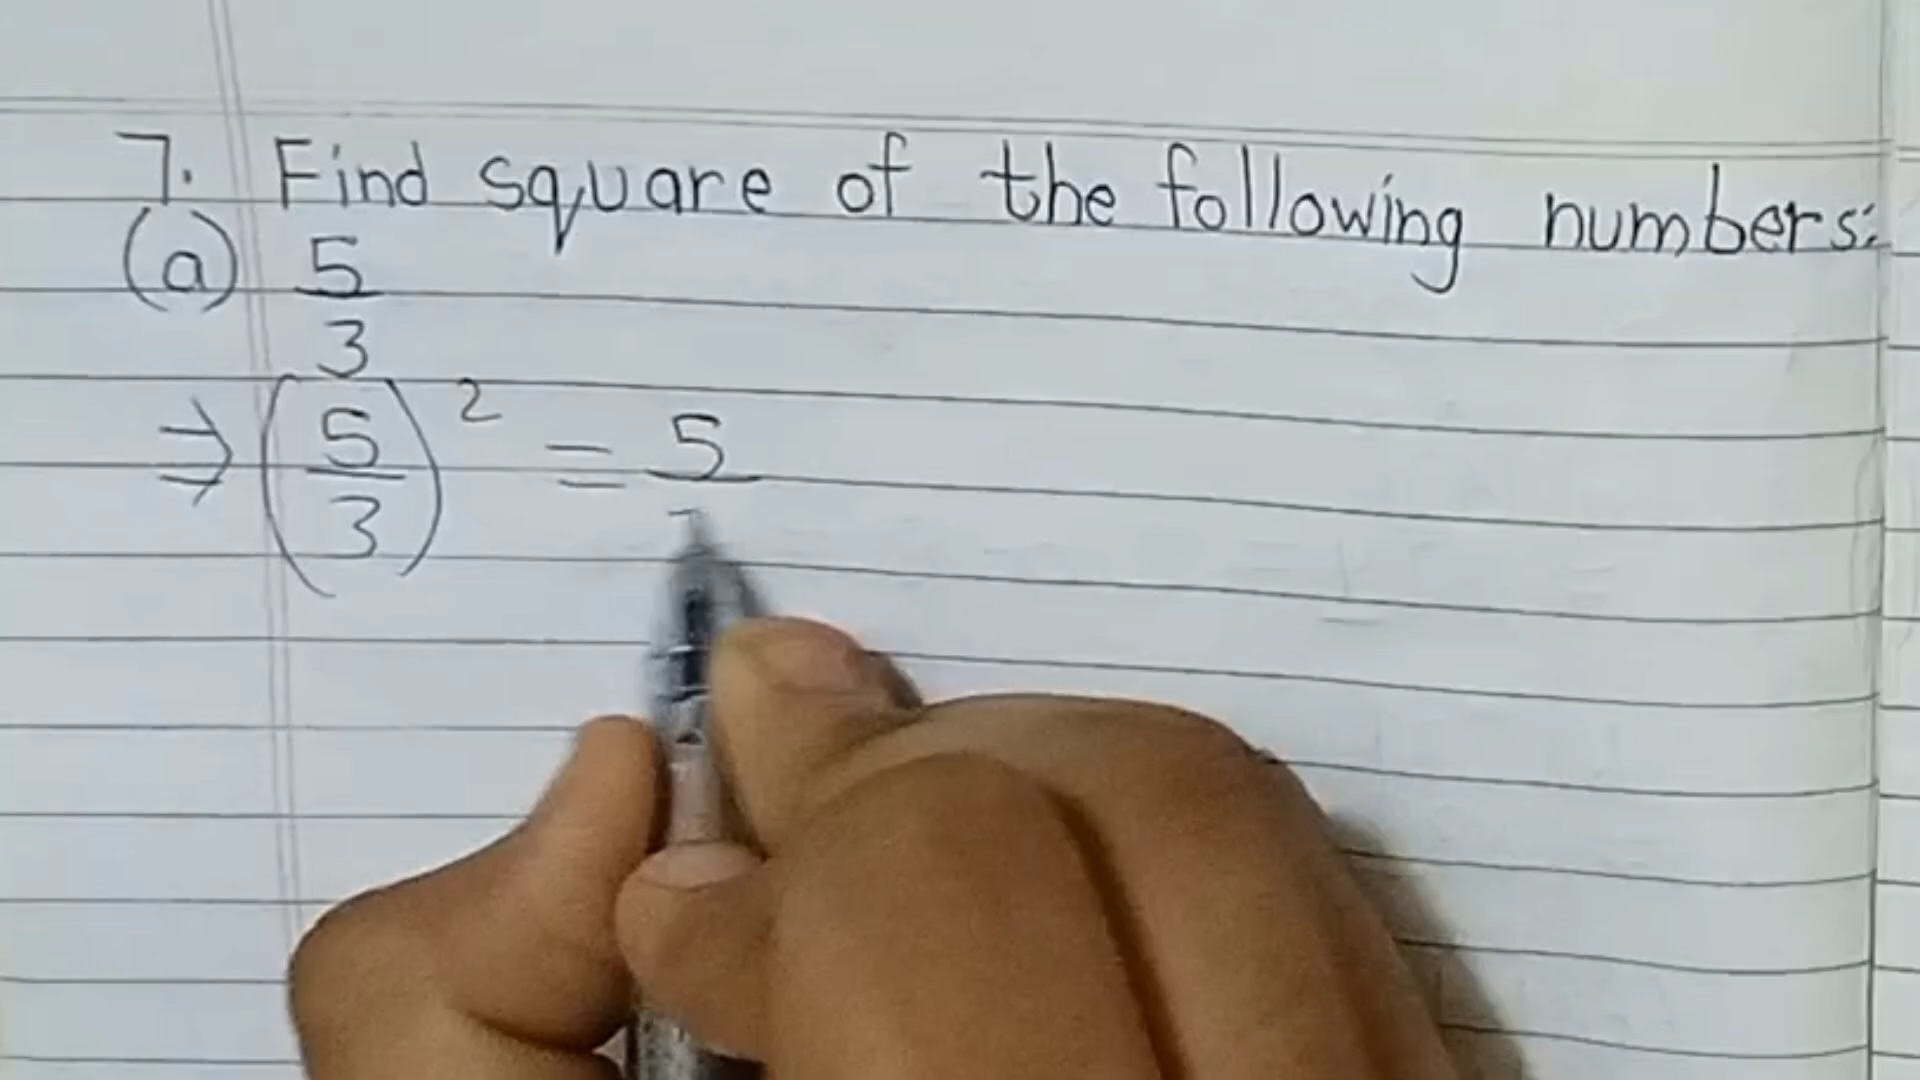 7. Find square of the following numbers:
(a) 5/3
⇒ (5/3)² = 5/